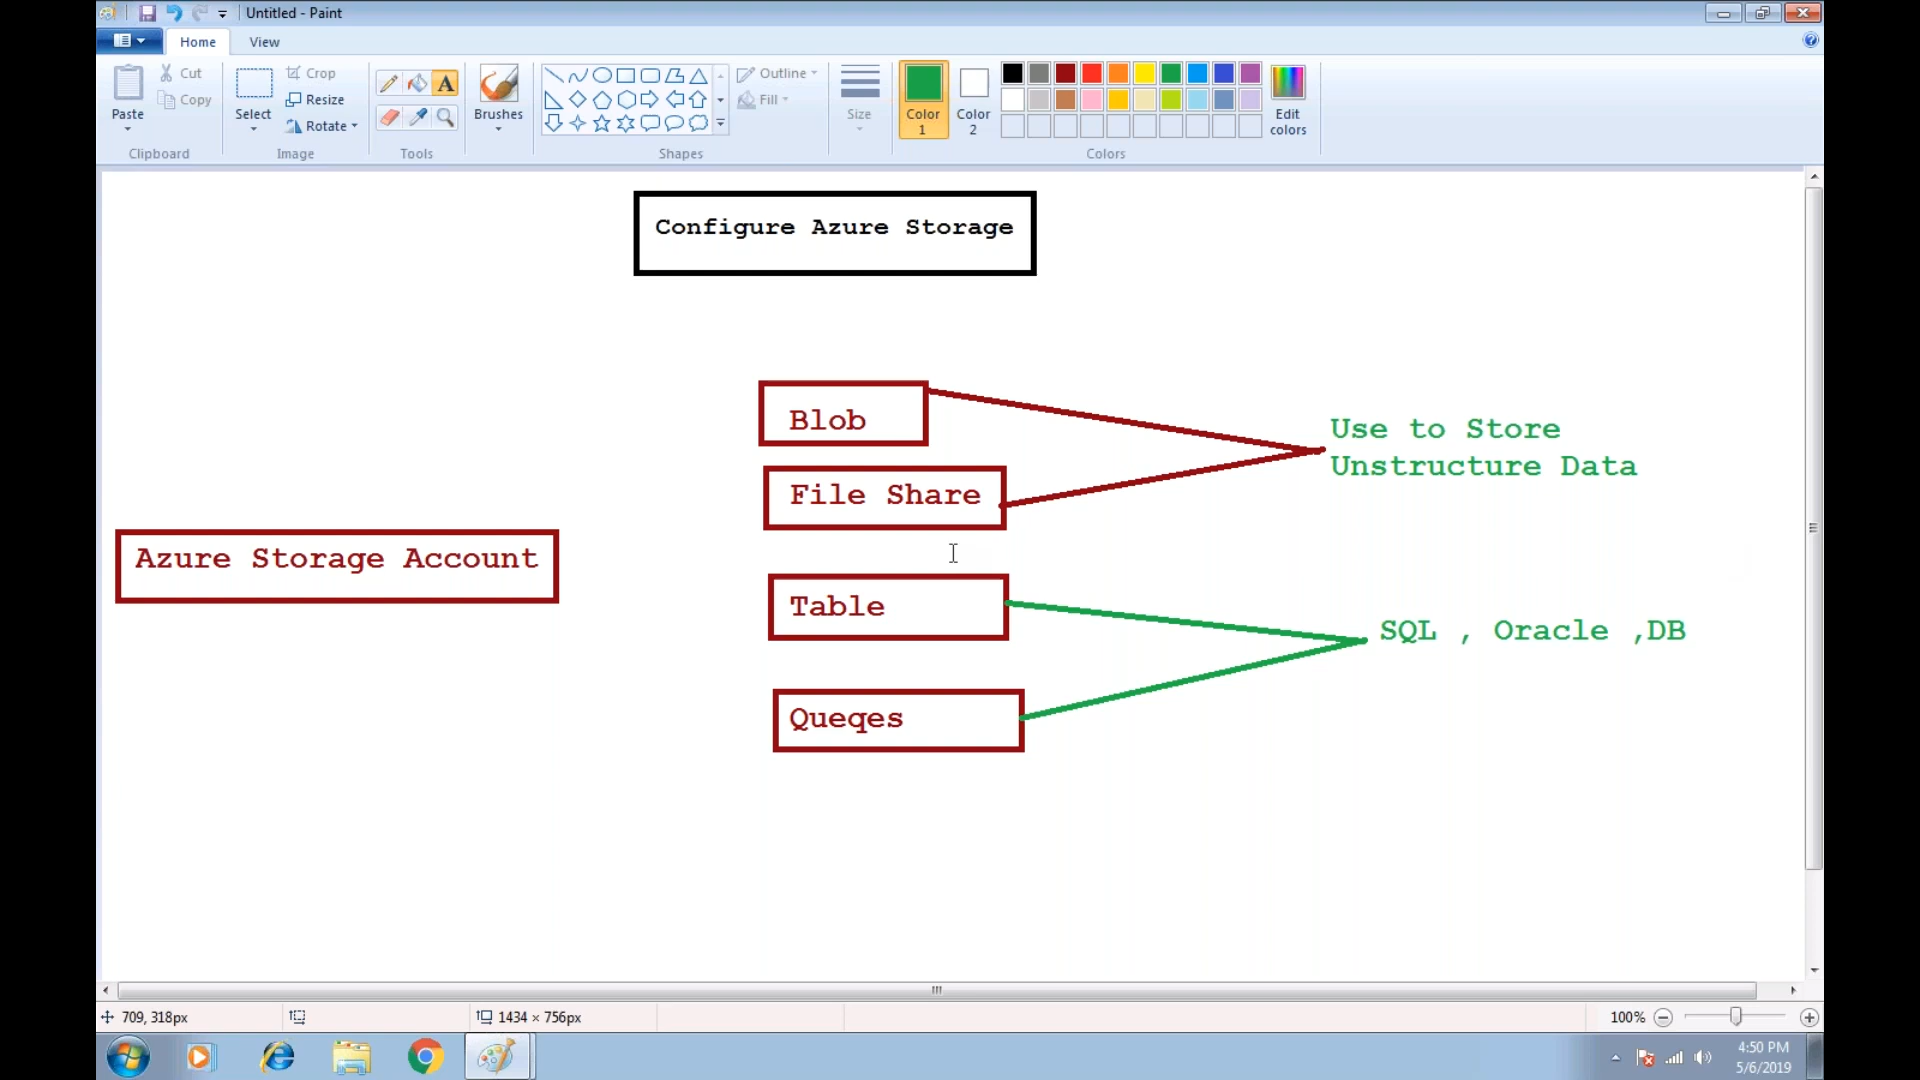 Untitled - Paint
Home View
Paste
Cut
Copy
Clipboard
Select
Crop
Resize
Rotate
Image
A
Tools
Brushes
Shapes
Outline
Fill
Size
Color
1
Color
2
Edit
colors
Colors
Configure Azure Storage
Blob
Use to Store
Unstructure Data
File Share
Azure Storage Account
Table
SQL , Oracle ,DB
Queqes
709, 318px
1434 × 756px
100%
4:50 PM
5/6/2019